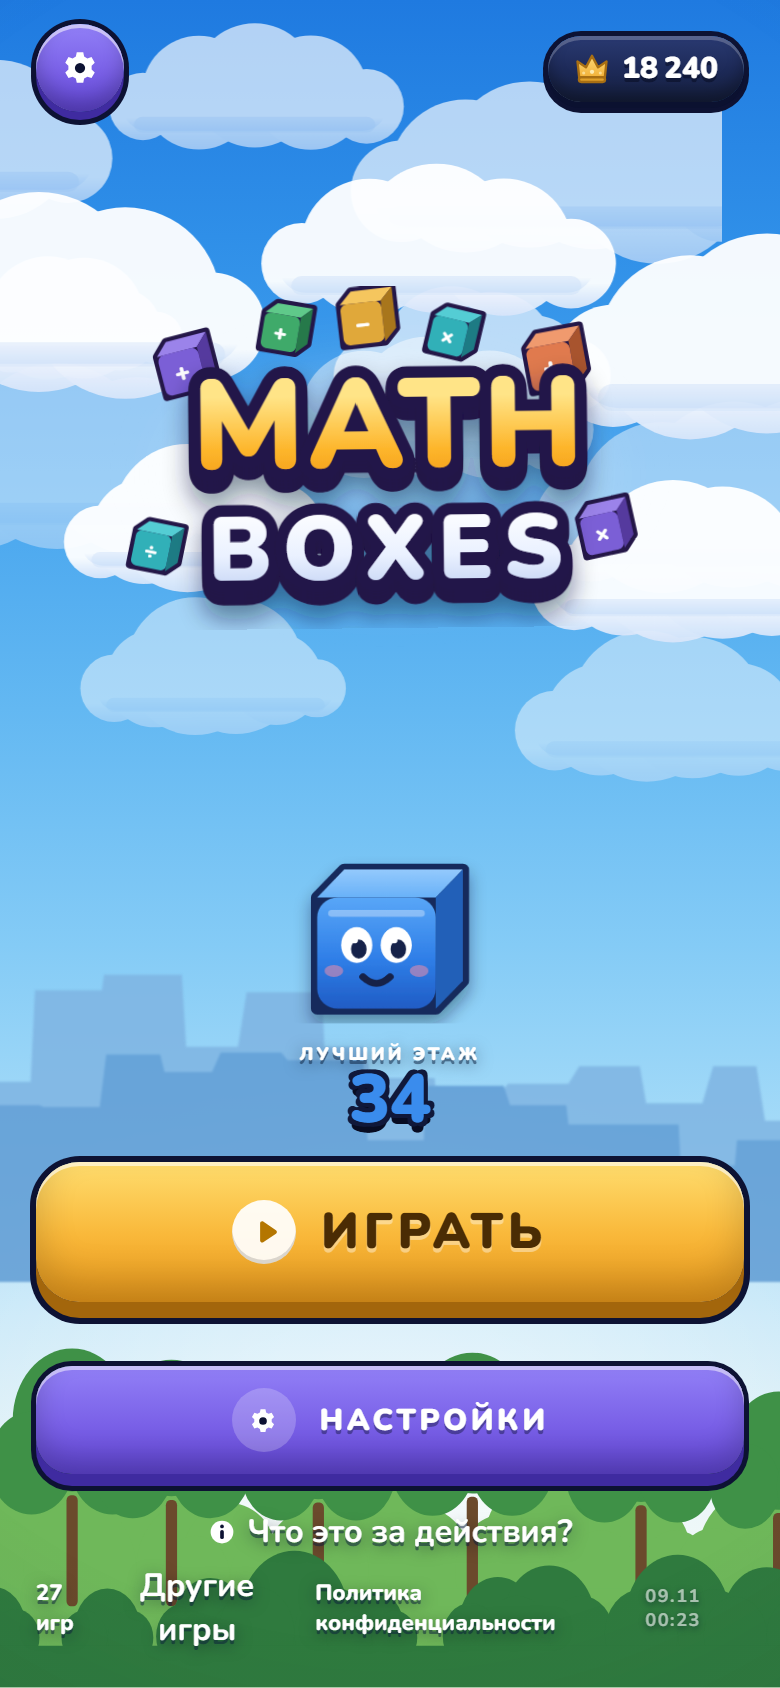 18 240
+ − × ÷
MATH
BOXES
÷ ×
ЛУЧШИЙ ЭТАЖ
34
ИГРАТЬ
НАСТРОЙКИ
Что это за действия?
27
игр
Другие
игры
Политика
конфиденциальности
09.11
00:23